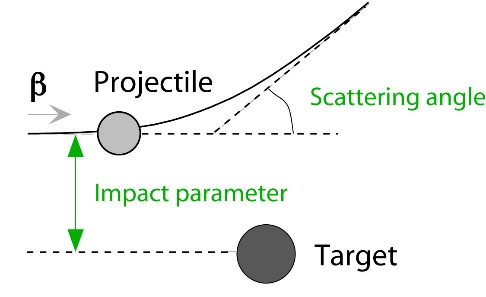 β
Projectile
Scattering angle
Impact parameter
Target